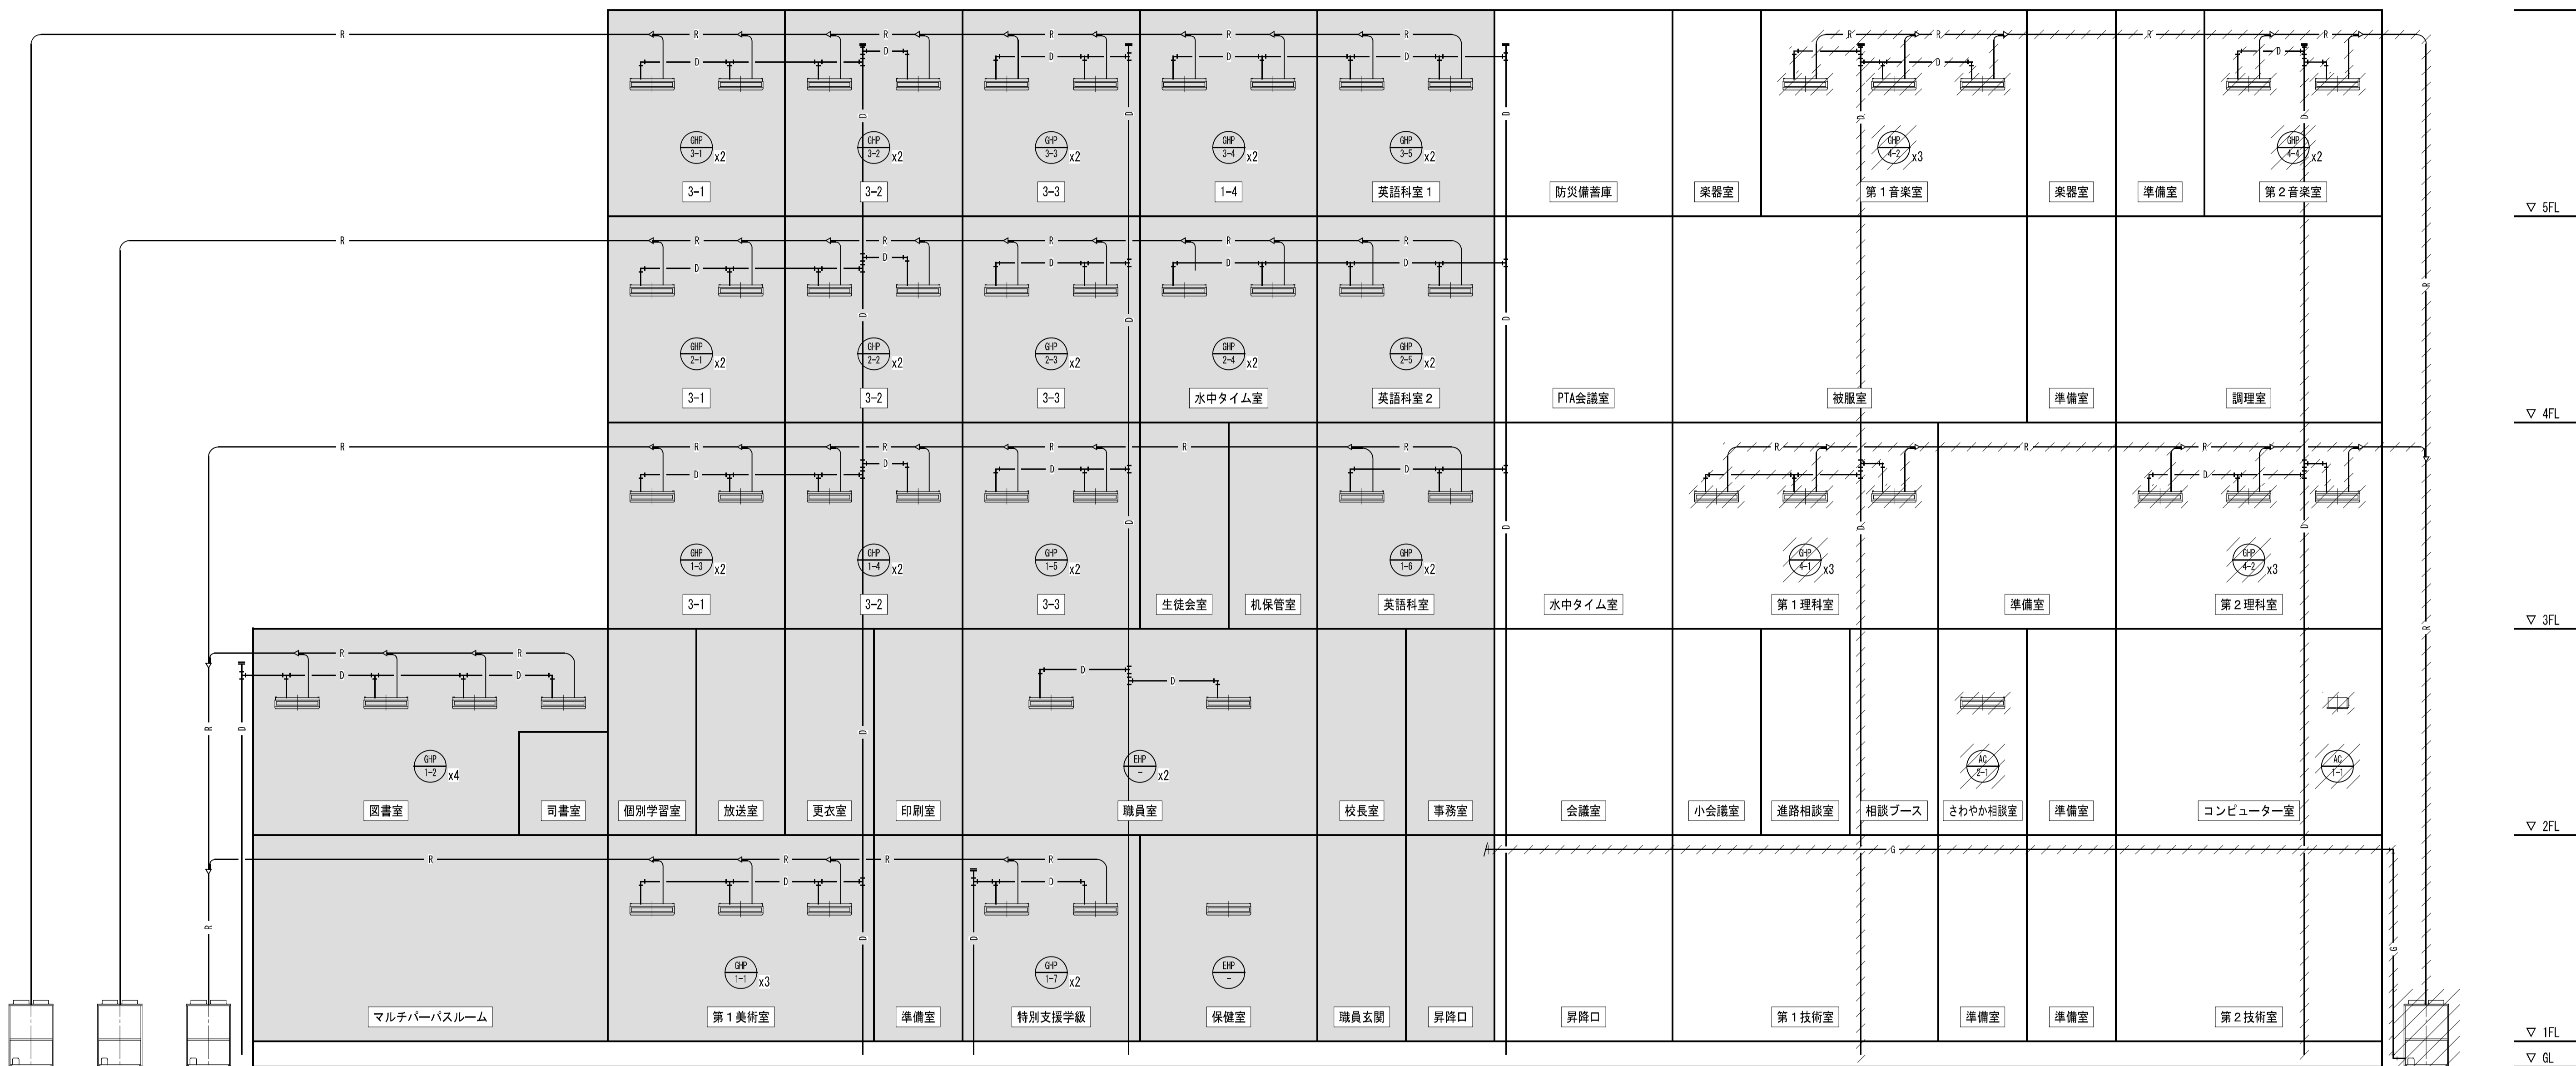 R R R R R R R R R R
D D D D D D D D D
D D D D D
GHP 3-1 x2
GHP 3-2 x2
GHP 3-3 x2
GHP 3-4 x2
GHP 3-5 x2
GHP 4-2 x3
GHP 4-4 x2
3-1
3-2
3-3
1-4
英語科室1
防災備蓄庫
楽器室
第1音楽室
楽器室
準備室
第2音楽室
▽ 5FL
R R R R R R
R
D D D D D
D D D
GHP 2-1 x2
GHP 2-2 x2
GHP 2-3 x2
GHP 2-4 x2
GHP 2-5 x2
3-1
3-2
3-3
水中タイム室
英語科室2
PTA会議室
被服室
準備室
調理室
▽ 4FL
R R R R R R R R R
D D D D D
D D D D
GHP 1-3 x2
GHP 1-4 x2
GHP 1-5 x2
GHP 1-6 x2
GHP 4-1 x3
GHP 4-2 x3
3-1
3-2
3-3
生徒会室
机保管室
英語科室
水中タイム室
第1理科室
準備室
第2理科室
▽ 3FL
R
R R
D D D D
R D D
GHP 1-2 x4
EHP - x2
AC 2-1
AC 1-1
図書室
司書室
個別学習室
放送室
更衣室
印刷室
職員室
校長室
事務室
会議室
小会議室
進路相談室
相談ブース
さわやか相談室
準備室
コンピューター室
▽ 2FL
R R R G
D D
R D D G
GHP 1-1 x3
GHP 1-7 x2
EHP -
マルチパーパスルーム
第1美術室
準備室
特別支援学級
保健室
職員玄関
昇降口
昇降口
第1技術室
準備室
準備室
第2技術室
▽ 1FL
▽ GL